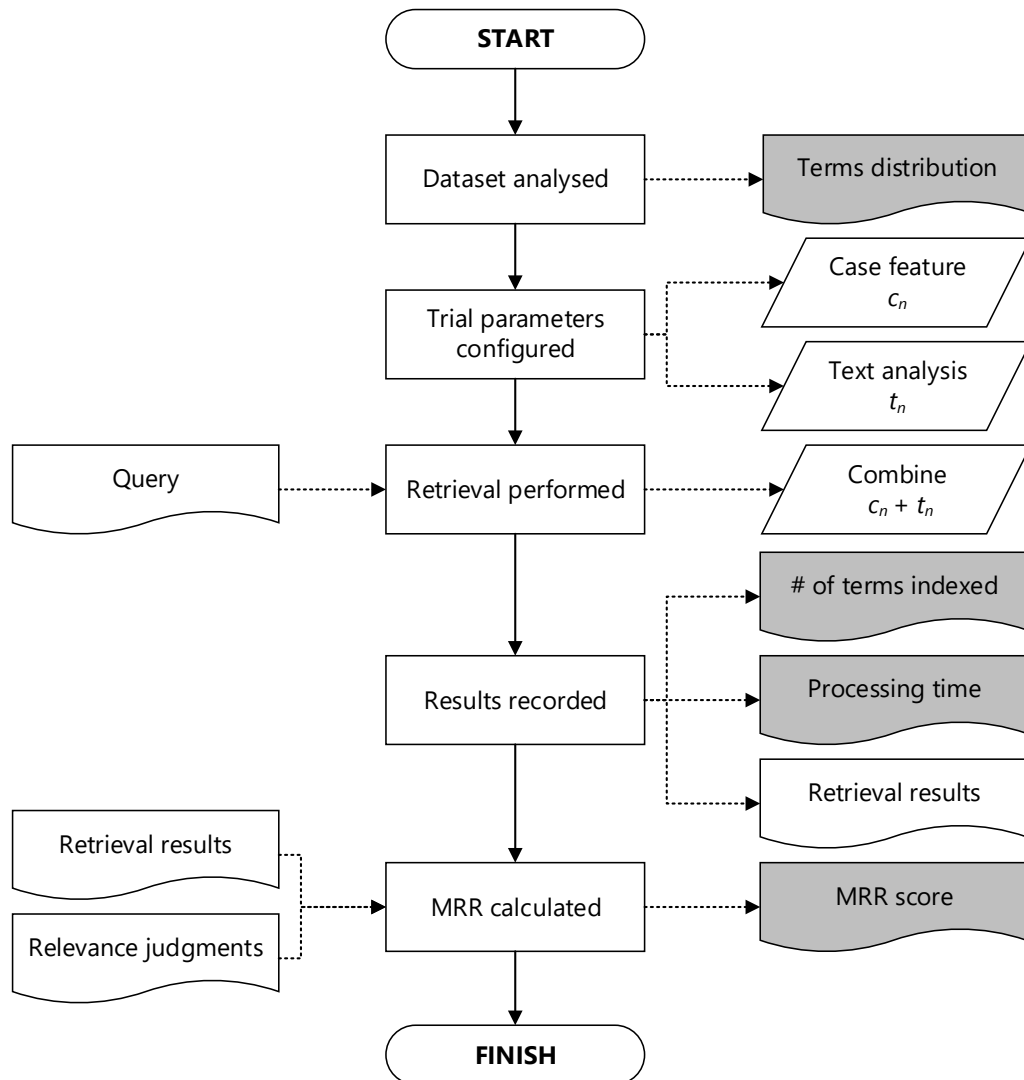 START
Dataset analysed
Terms distribution
Trial parameters
configured
Case feature
cₙ
Text analysis
tₙ
Query
Retrieval performed
Combine
cₙ + tₙ
# of terms indexed
Results recorded
Processing time
Retrieval results
Retrieval results
Relevance judgments
MRR calculated
MRR score
FINISH